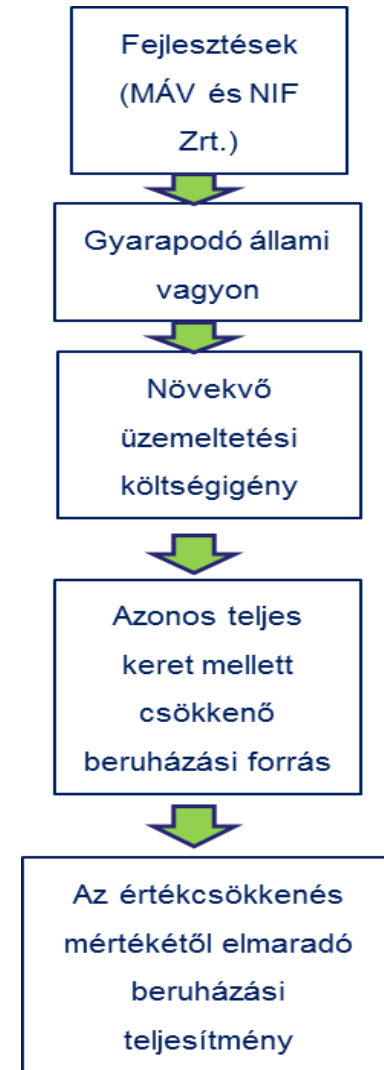 Fejlesztések
(MÁV és NIF
Zrt.)
Gyarapodó állami
vagyon
Növekvő
üzemeltetési
költségigény
Azonos teljes
keret mellett
csökkenő
beruházási forrás
Az értékcsökkenés
mértékétől elmaradó
beruházási
teljesítmény